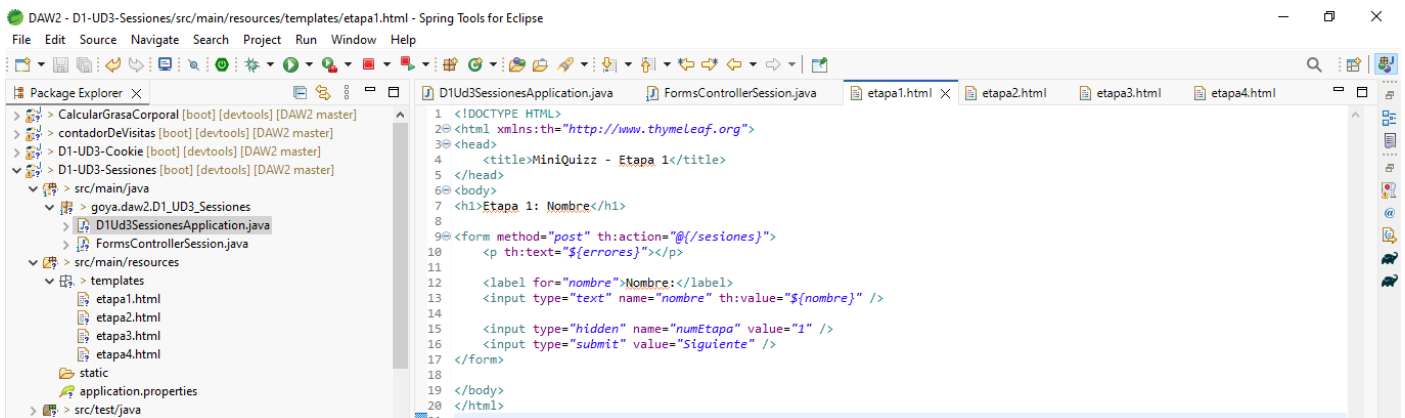 DAW2 - D1-UD3-Sessiones/src/main/resources/templates/etapa1.html - Spring Tools for Eclipse
File Edit Source Navigate Search Project Run Window Help
Package Explorer
> CalcularGrasaCorporal [boot] [devtools] [DAW2 master]
> contadorDeVisitas [boot] [devtools] [DAW2 master]
> D1-UD3-Cookie [boot] [devtools] [DAW2 master]
> D1-UD3-Sessiones [boot] [devtools] [DAW2 master]
> src/main/java
> goya.daw2.D1_UD3_Sessiones
D1Ud3SessionesApplication.java
FormsControllerSession.java
> src/main/resources
> templates
etapa1.html
etapa2.html
etapa3.html
etapa4.html
static
application.properties
> src/test/java
D1Ud3SessionesApplication.java FormsControllerSession.java etapa1.html etapa2.html etapa3.html etapa4.html
1 <!DOCTYPE HTML>
2 <html xmlns:th="http://www.thymeleaf.org">
3 <head>
4 <title>MiniQuizz - Etapa 1</title>
5 </head>
6 <body>
7 <h1>Etapa 1: Nombre</h1>
8
9 <form method="post" th:action="@{/sesiones}">
10 <p th:text="${errores}"></p>
11
12 <label for="nombre">Nombre:</label>
13 <input type="text" name="nombre" th:value="${nombre}" />
14
15 <input type="hidden" name="numEtapa" value="1" />
16 <input type="submit" value="Siguiente" />
17 </form>
18
19 </body>
20 </html>